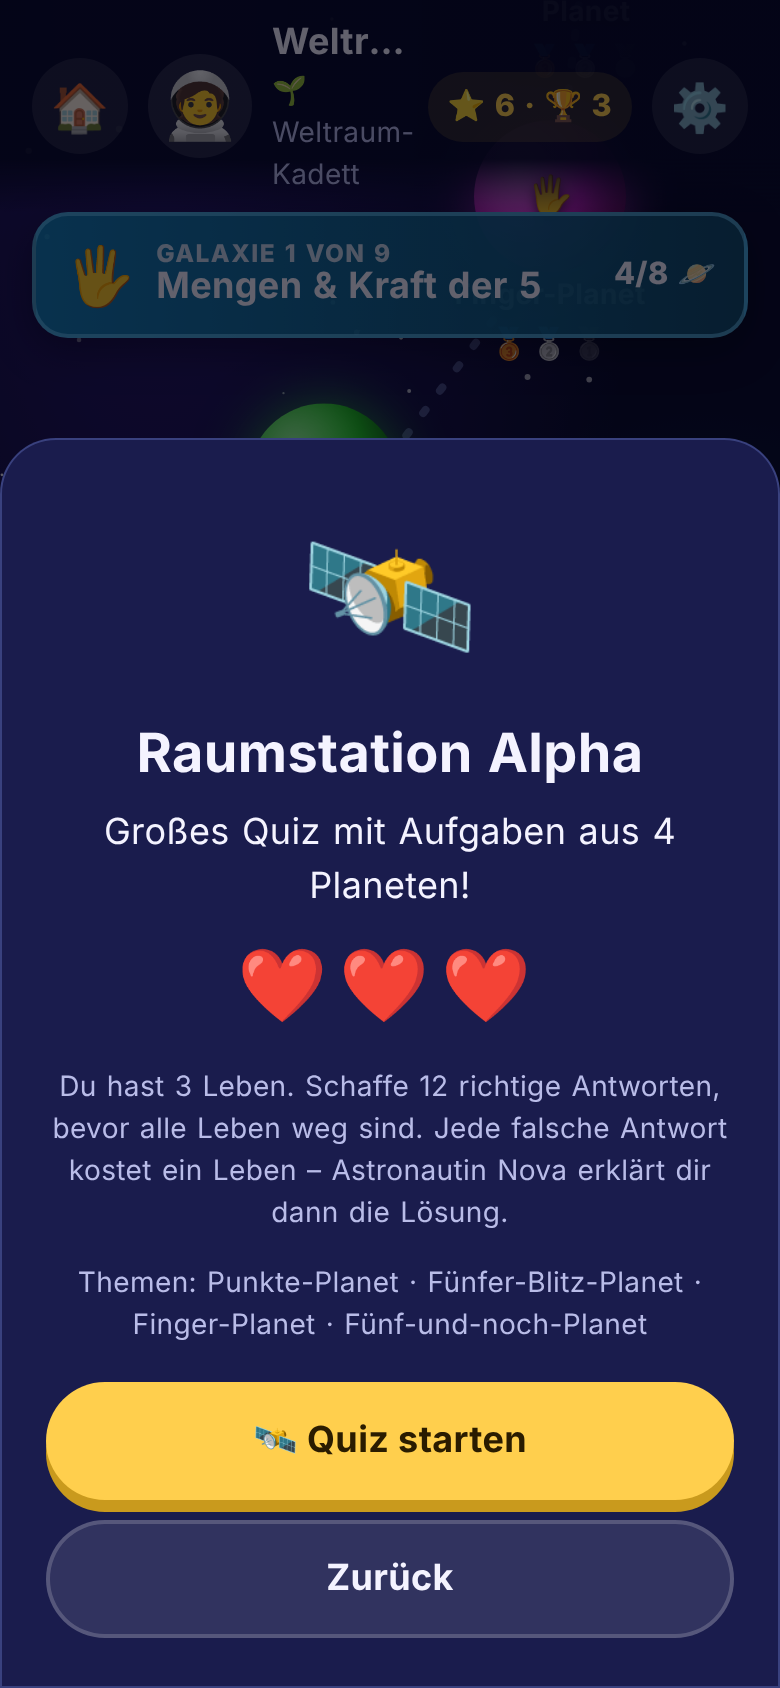 Planet
Weltr...
🌱
Weltraum-
Kadett
⭐ 6 · 🏆 3
GALAXIE 1 VON 9
Mengen & Kraft der 5
4/8 🪐
Raumstation Alpha
Großes Quiz mit Aufgaben aus 4
Planeten!
❤️ ❤️ ❤️
Du hast 3 Leben. Schaffe 12 richtige Antworten,
bevor alle Leben weg sind. Jede falsche Antwort
kostet ein Leben – Astronautin Nova erklärt dir
dann die Lösung.
Themen: Punkte-Planet · Fünfer-Blitz-Planet ·
Finger-Planet · Fünf-und-noch-Planet
🛰️ Quiz starten
Zurück